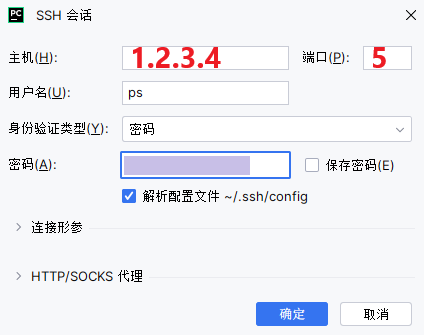 PC SSH 会话
主机(H): 1.2.3.4 端口(P): 5
用户名(U): ps
身份验证类型(Y): 密码
密码(A): 保存密码(E)
解析配置文件 ~/.ssh/config
连接形参
HTTP/SOCKS 代理
确定 取消